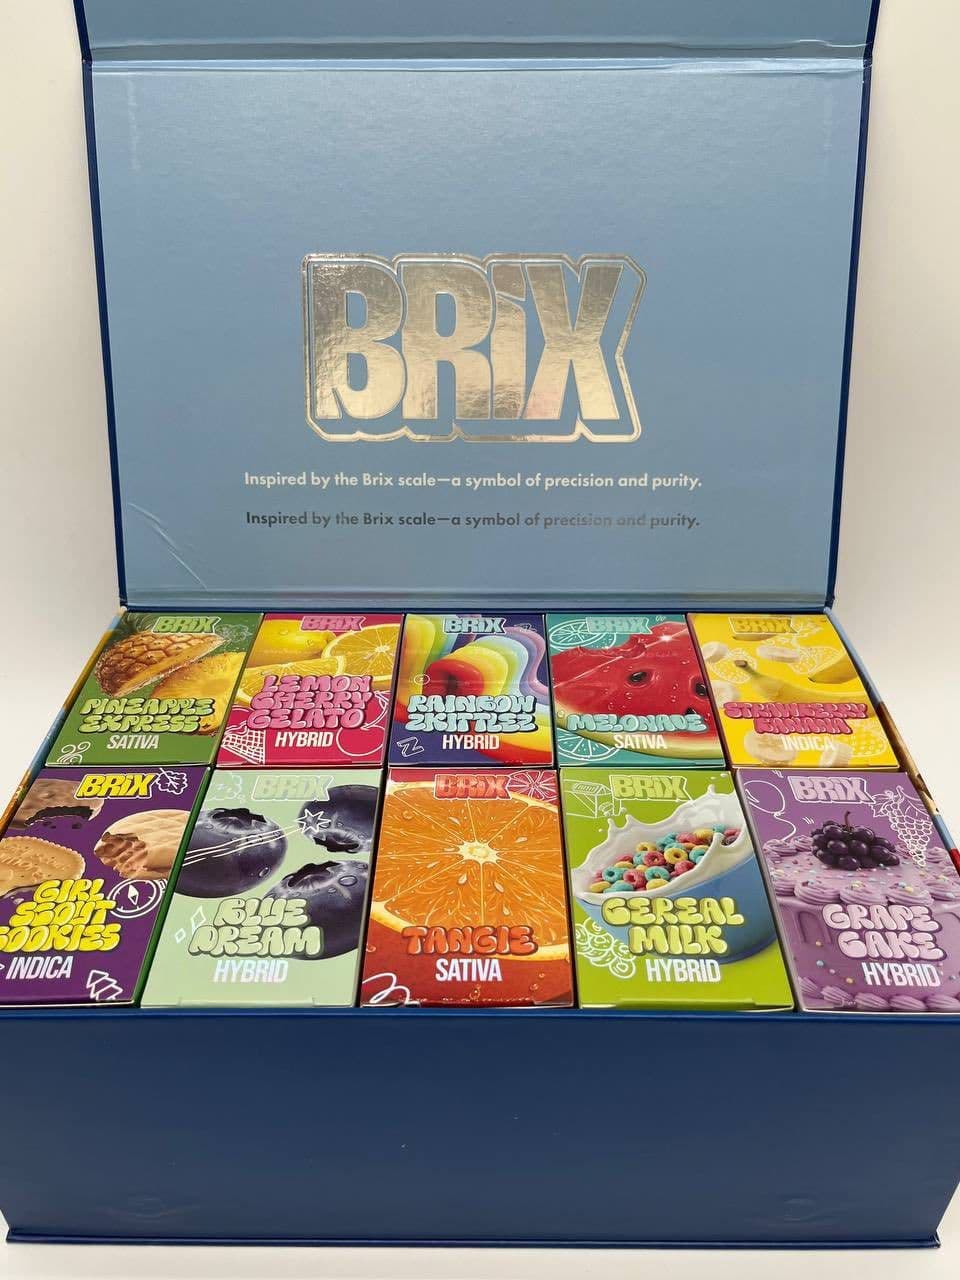 BRiX
Inspired by the Brix scale—a symbol of precision and purity.
Inspired by the Brix scale—a symbol of precision and purity.
BRiX
PINEAPPLE
EXPRESS
SATIVA
BRiX
LEMON
CHERRY
GELATO
HYBRID
BRiX
RAINBOW
ZKITTLEZ
HYBRID
BRiX
MELONADE
SATIVA
BRiX
STRAWBERRY
BANANA
INDICA
BRiX
GIRL
SCOUT
COOKIES
INDICA
BRiX
BLUE
DREAM
HYBRID
BRiX
TANGIE
SATIVA
BRiX
CEREAL
MILK
HYBRID
BRiX
GRAPE
CAKE
HYBRID